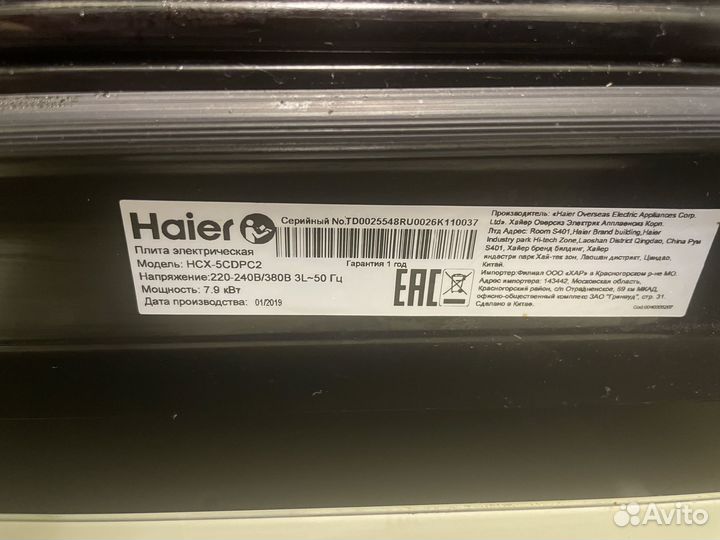 Haier
Серийный No.TD0025548RU0026K110037
Плита электрическая
Модель: HCX-5CDPC2
Гарантия 1 год
Напряжение:220-240В/380В 3L~50 Гц
Мощность: 7.9 кВт
Дата производства: 01/2019
EAC
Производитель: «Haier Overseas Electric Appliances Corp.
Ltd». Хайер Оверсиз Электрик Апплаенсиз Корп.
Лтд Адрес: Room S401,Haier Brand building,Haier
Industry park Hi-tech Zone,Laoshan District Qingdao, China Рум
S401, Хайер бренд билдинг, Хайер
индастри парк Хай-тек зон, Лаошан дистрикт, Циндао,
Китай.
Импортер:Филиал ООО «ХАР» в Красногорском р-не МО.
Адрес импортера: 143442, Московская область,
Красногорский район, с/п Отрадненское, 69 км МКАД,
офисно-общественный комплекс ЗАО "Гринвуд", стр. 31.
Сделано в Китае.
Avito